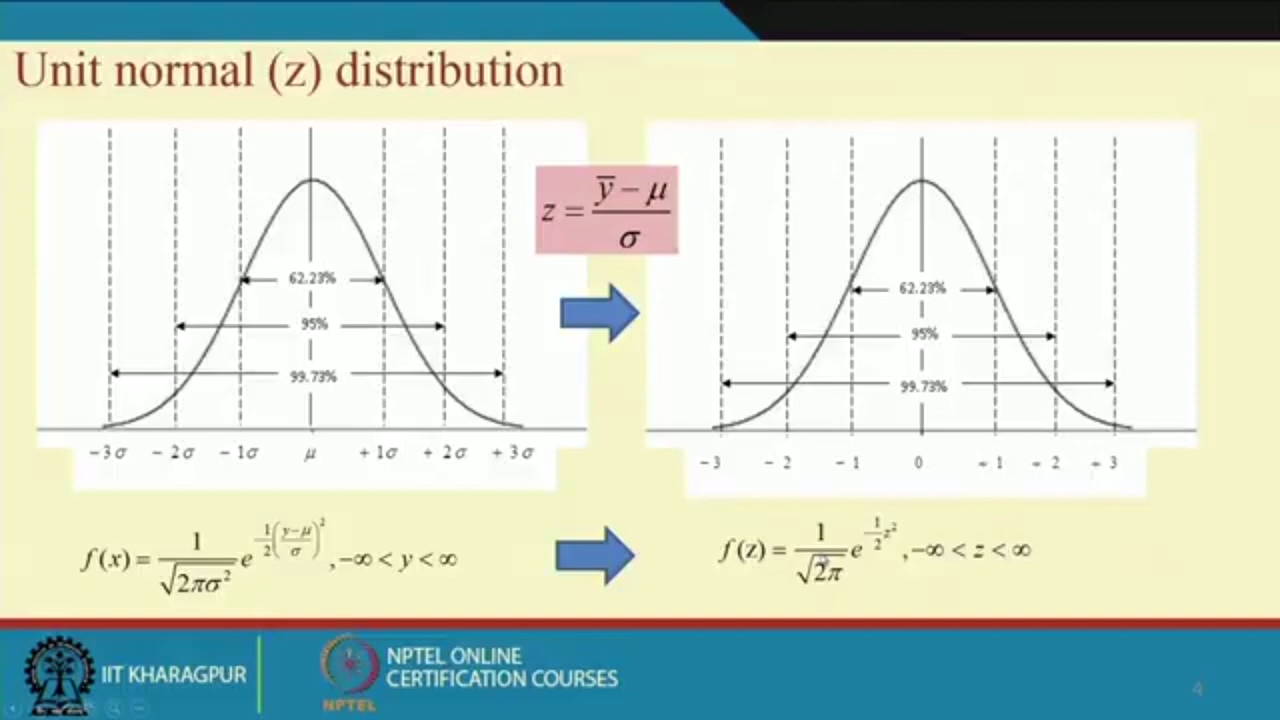 Unit normal (z) distribution
z = (y̅ − μ) / σ
62.23%
95%
99.73%
−3σ −2σ −1σ μ +1σ +2σ +3σ
62.23%
95%
99.73%
−3 −2 −1 0 +1 +2 +3
f(x) = 1/√(2πσ²) e^(−½((y−μ)/σ)²), −∞ < y < ∞
f(z) = 1/√(2π) e^(−½z²), −∞ < z < ∞
IIT KHARAGPUR
NPTEL
NPTEL ONLINE
CERTIFICATION COURSES
4